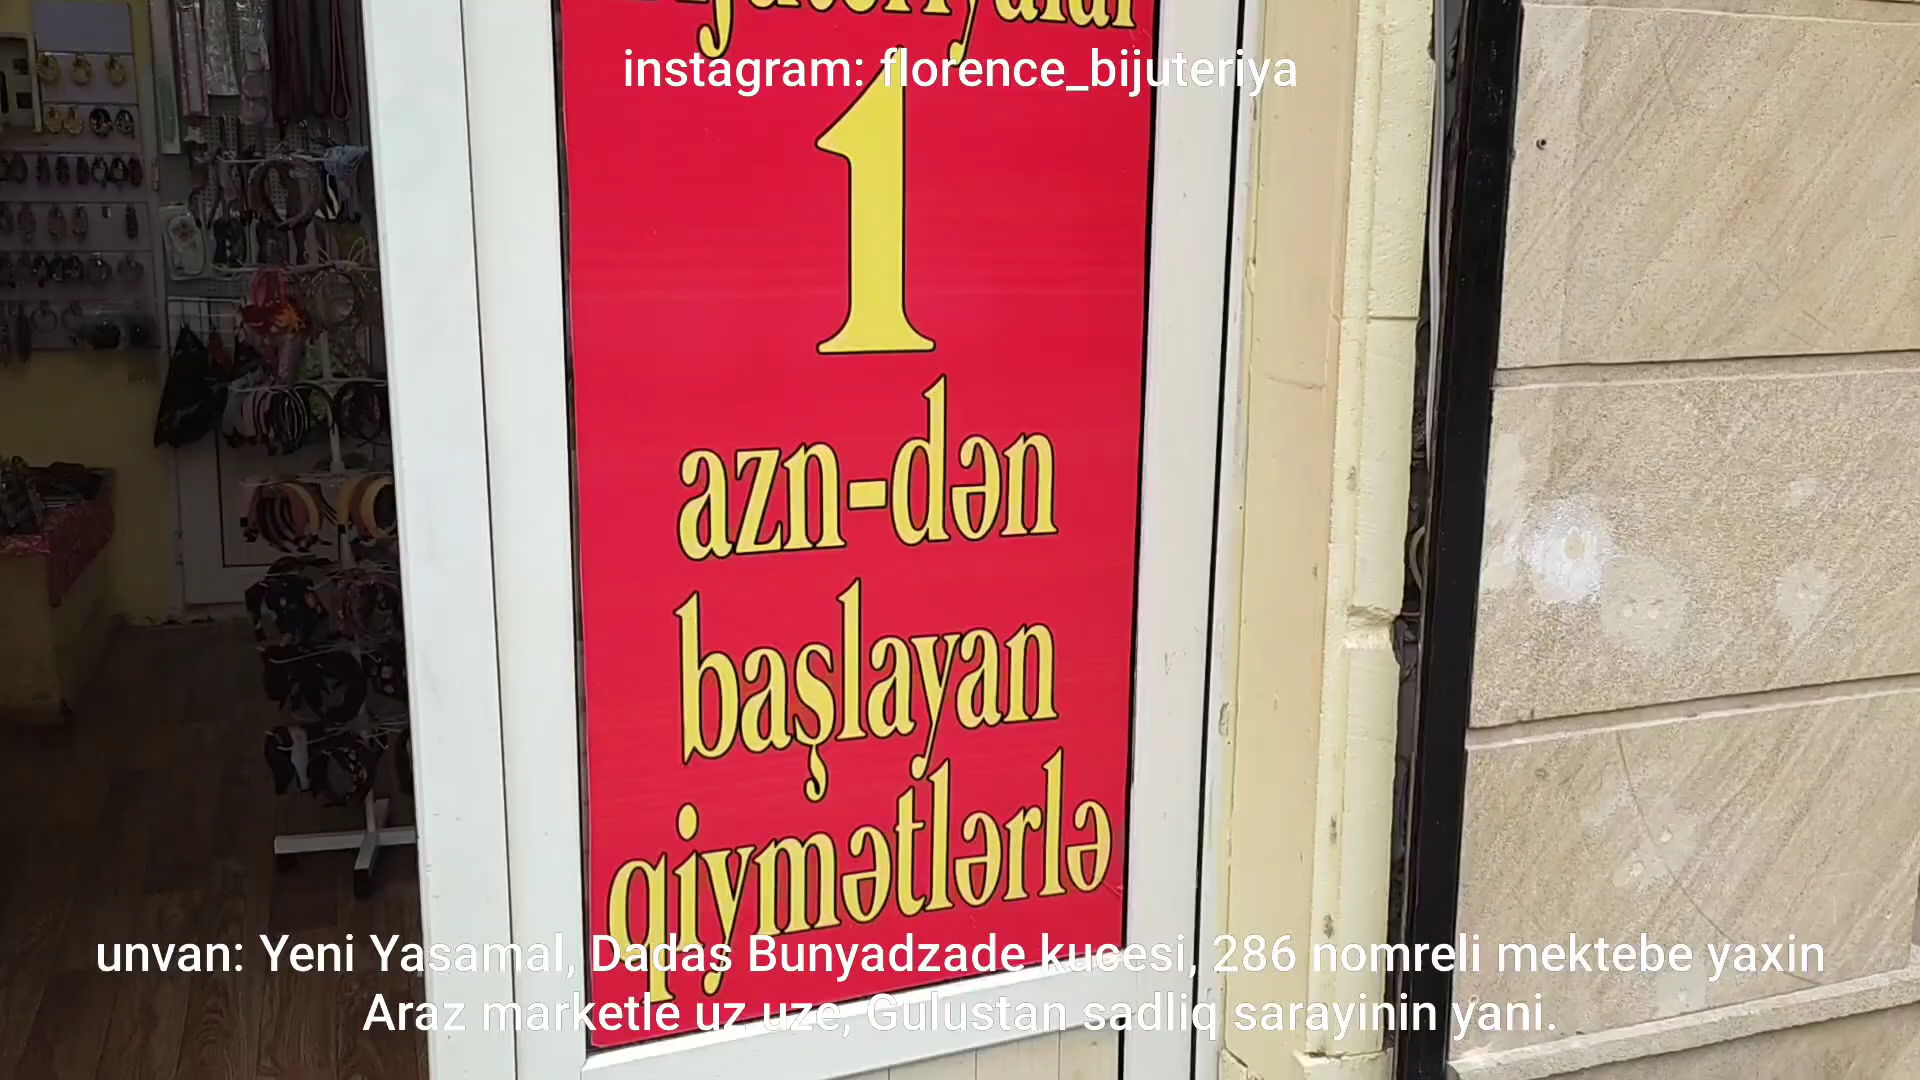 Bijuteriyalar
instagram: florence_bijuteriya
1
azn-dən
başlayan
qiymətlərlə
unvan: Yeni Yasamal, Dadas Bunyadzade kucesi, 286 nomreli mektebe yaxin
Araz marketle uz uze, Gulustan sadliq sarayinin yani.